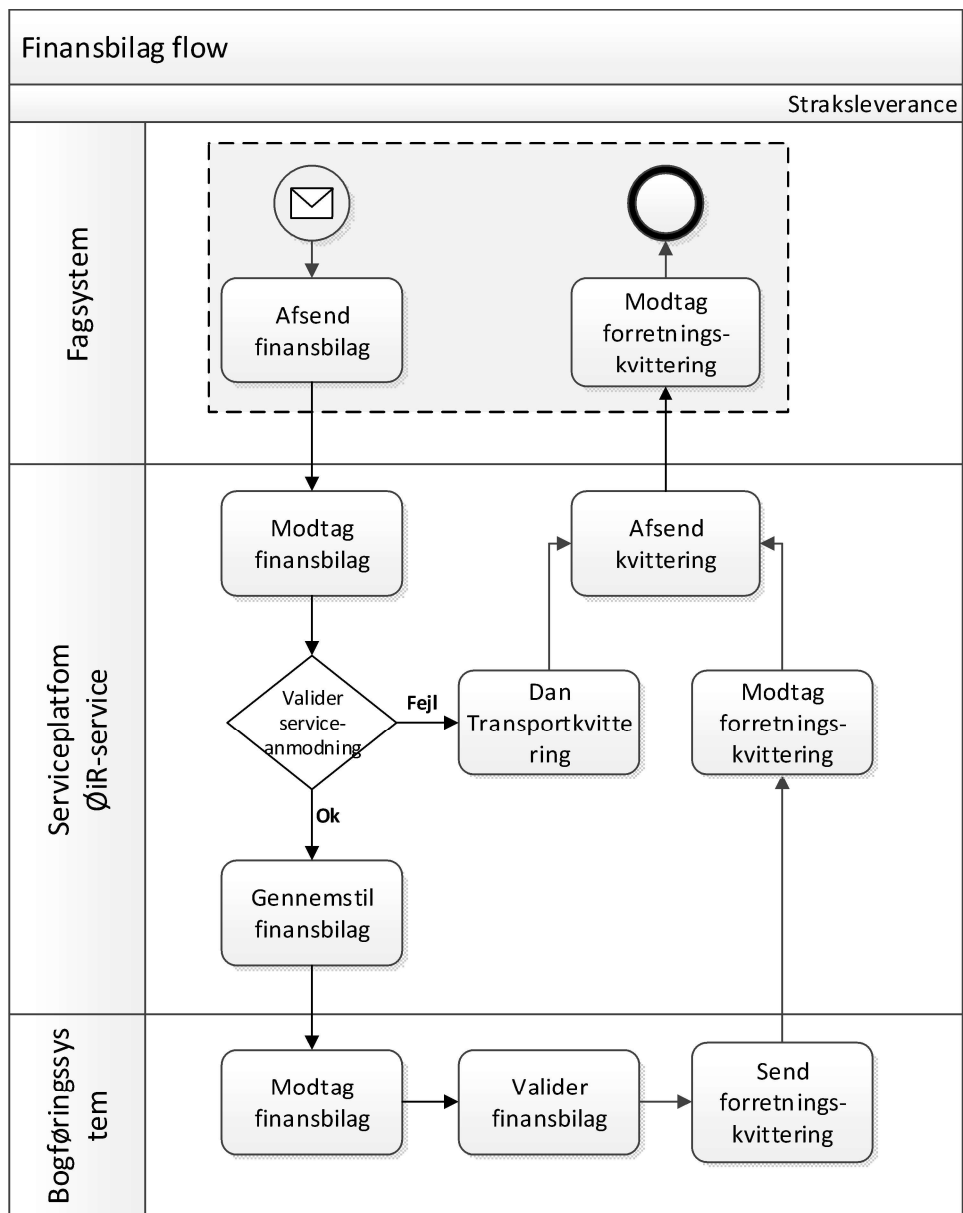 Finansbilag flow
Straksleverance
Fagsystem
Afsend
finansbilag
Modtag
forretnings-
kvittering
Serviceplatfom
ØiR-service
Modtag
finansbilag
Afsend
kvittering
Valider
service-
anmodning
Fejl
Dan
Transportkvitte
ring
Modtag
forretnings-
kvittering
Ok
Gennemstil
finansbilag
Bogføringssys
tem
Modtag
finansbilag
Valider
finansbilag
Send
forretnings-
kvittering